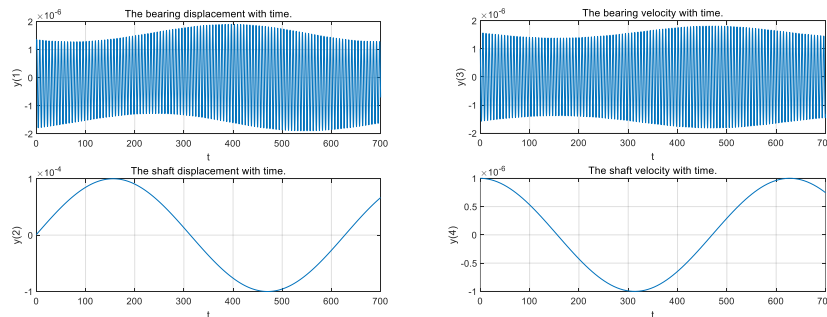 The bearing displacement with time.
×10-6
2
1
0
-1
-2
y(1)
0 100 200 300 400 500 600 700
t
The bearing velocity with time.
×10-6
2
1
0
-1
-2
y(3)
0 100 200 300 400 500 600 700
t
The shaft displacement with time.
×10-4
1
0
-1
y(2)
0 100 200 300 400 500 600 700
t
The shaft velocity with time.
×10-6
1
0.5
0
-0.5
-1
y(4)
0 100 200 300 400 500 600 700
t